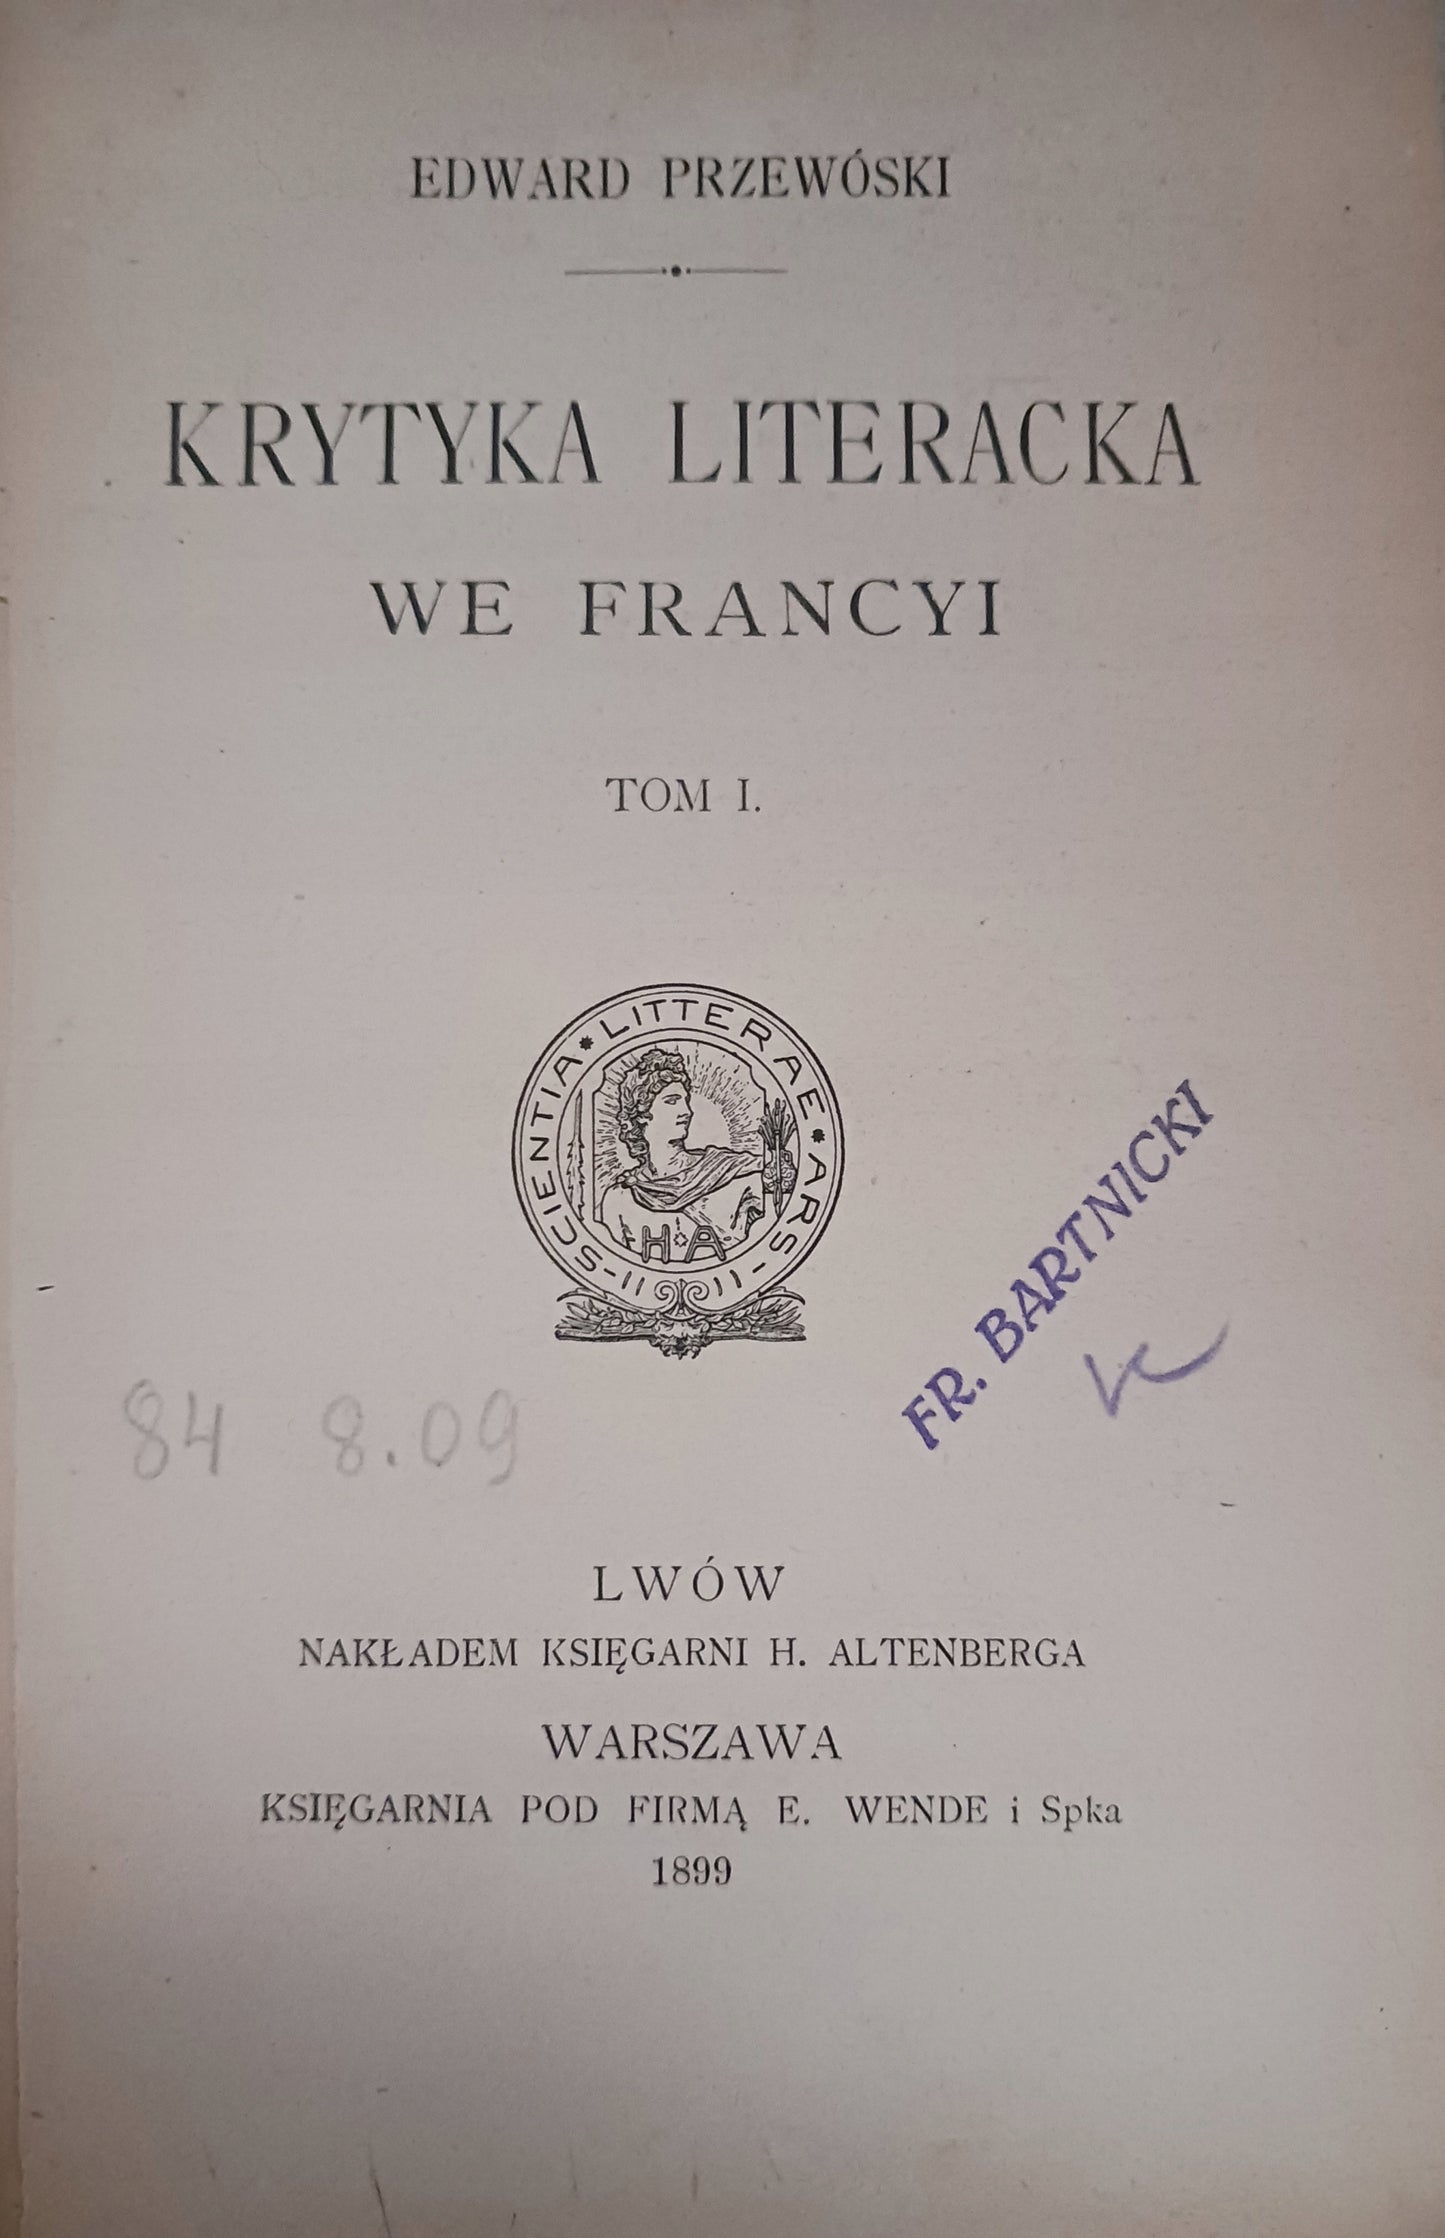 EDWARD PRZEWÓSKI
KRYTYKA LITERACKA
WE FRANCYI
TOM I.
SCIENTIA * LITTERAE * ARS
H A
FR. BARTNICKI
84 8.09
LWÓW
NAKŁADEM KSIĘGARNI H. ALTENBERGA
WARSZAWA
KSIĘGARNIA POD FIRMĄ E. WENDE i Spka
1899